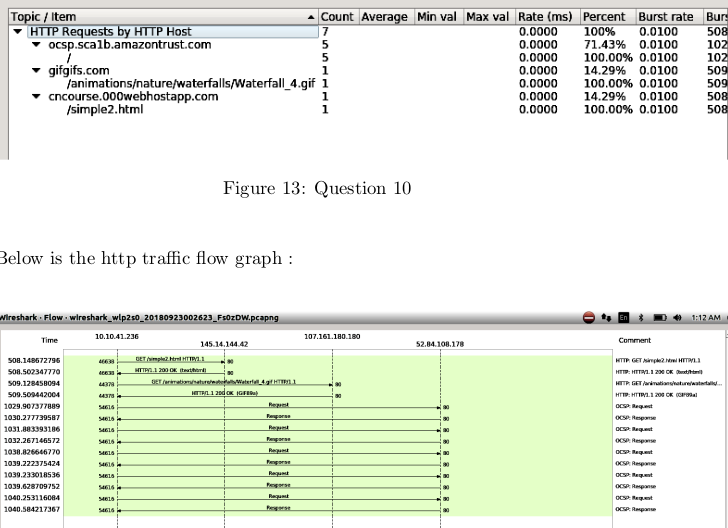 Topic / Item Count Average Min val Max val Rate (ms) Percent Burst rate Burs
HTTP Requests by HTTP Host 7 0.0000 100% 0.0100 508
ocsp.sca1b.amazontrust.com 5 0.0000 71.43% 0.0100 102
/ 5 0.0000 100.00% 0.0100 102
gifgifs.com 1 0.0000 14.29% 0.0100 509
/animations/nature/waterfalls/Waterfall_4.gif 1 0.0000 100.00% 0.0100 509
cncourse.000webhostapp.com 1 0.0000 14.29% 0.0100 508
/simple2.html 1 0.0000 100.00% 0.0100 508
Figure 13: Question 10
Below is the http traffic flow graph :
Wireshark · Flow · wireshark_wlp2s0_20180923002623_Fs0zDW.pcapng En 1:12 AM
Time 10.10.41.236 145.14.144.42 107.161.180.180 52.84.108.178 Comment
508.148672796 46638 GET /simple2.html HTTP/1.1 80 HTTP: GET /simple2.html HTTP/1.1
508.502347770 46638 HTTP/1.1 200 OK (text/html) 80 HTTP: HTTP/1.1 200 OK (text/html)
509.128458094 44378 GET /animations/nature/waterfalls/Waterfall_4.gif HTTP/1.1 80 HTTP: GET /animations/nature/waterfalls/...
509.509442004 44378 HTTP/1.1 200 OK (GIF89a) 80 HTTP: HTTP/1.1 200 OK (GIF89a)
1029.907377889 54616 Request 80 OCSP: Request
1030.277739587 54616 Response 80 OCSP: Response
1031.883393186 54616 Request 80 OCSP: Request
1032.267146572 54616 Response 80 OCSP: Response
1038.826646770 54616 Request 80 OCSP: Request
1039.222375424 54616 Response 80 OCSP: Response
1039.233018536 54616 Request 80 OCSP: Request
1039.628709752 54616 Response 80 OCSP: Response
1040.253116084 54616 Request 80 OCSP: Request
1040.584217367 54616 Response 80 OCSP: Response